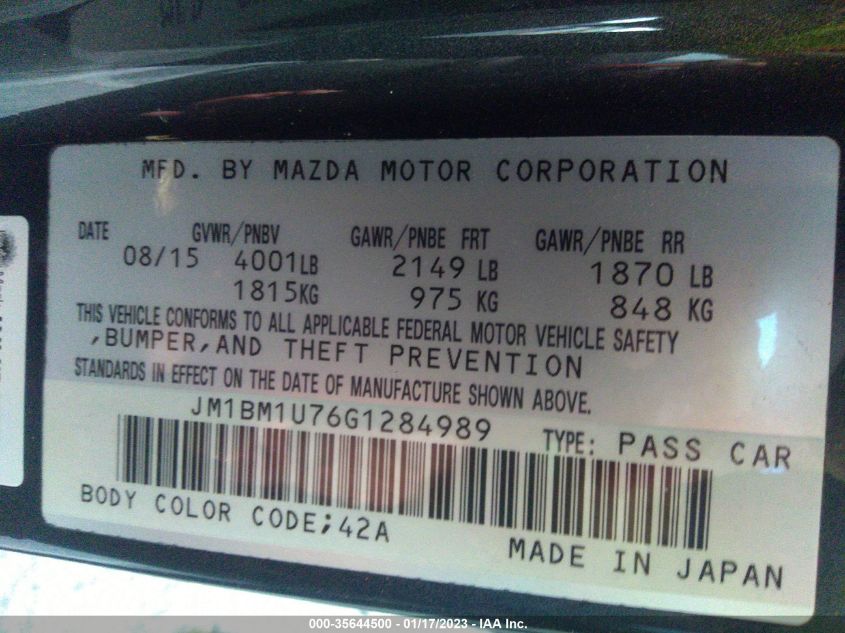 MFD. BY MAZDA MOTOR CORPORATION
DATE GVWR/PNBV GAWR/PNBE FRT GAWR/PNBE RR
08/15 4001LB 2149 LB 1870 LB
1815KG 975 KG 848 KG
THIS VEHICLE CONFORMS TO ALL APPLICABLE FEDERAL MOTOR VEHICLE SAFETY
,BUMPER,AND THEFT PREVENTION
STANDARDS IN EFFECT ON THE DATE OF MANUFACTURE SHOWN ABOVE.
JM1BM1U76G1284989 TYPE: PASS CAR
BODY COLOR CODE;42A
MADE IN JAPAN
000-35644500 - 01/17/2023 - IAA Inc.